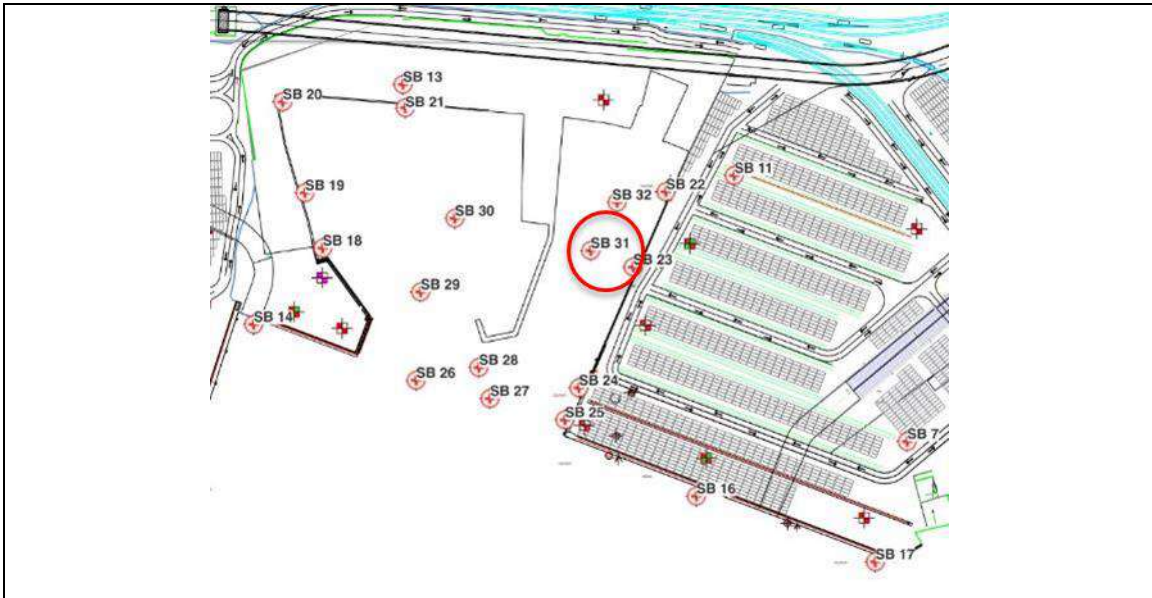 SB 13
SB 20
SB 21
SB 11
SB 19
SB 22
SB 32
SB 30
SB 18
SB 31
SB 23
SB 29
SB 14
SB 28
SB 26
SB 24
SB 27
SB 25
SB 7
SB 16
SB 17